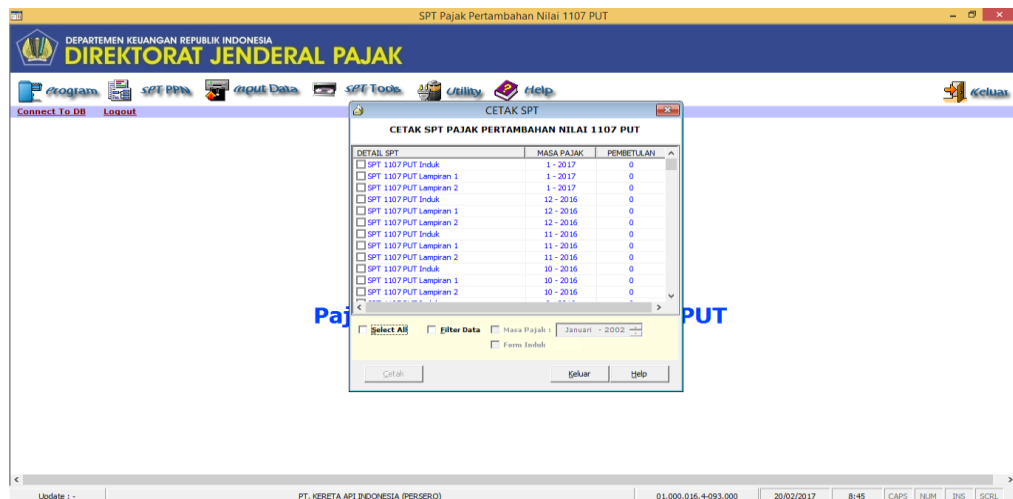 SPT Pajak Pertambahan Nilai 1107 PUT
DEPARTEMEN KEUANGAN REPUBLIK INDONESIA
DIREKTORAT JENDERAL PAJAK
Program SPT PPN Input Data SPT Tools Utility Help Keluar
Connect To DB Logout
CETAK SPT
CETAK SPT PAJAK PERTAMBAHAN NILAI 1107 PUT
DETAIL SPT MASA PAJAK PEMBETULAN
SPT 1107 PUT Induk 1 - 2017 0
SPT 1107 PUT Lampiran 1 1 - 2017 0
SPT 1107 PUT Lampiran 2 1 - 2017 0
SPT 1107 PUT Induk 12 - 2016 0
SPT 1107 PUT Lampiran 1 12 - 2016 0
SPT 1107 PUT Lampiran 2 12 - 2016 0
SPT 1107 PUT Induk 11 - 2016 0
SPT 1107 PUT Lampiran 1 11 - 2016 0
SPT 1107 PUT Lampiran 2 11 - 2016 0
SPT 1107 PUT Induk 10 - 2016 0
SPT 1107 PUT Lampiran 1 10 - 2016 0
SPT 1107 PUT Lampiran 2 10 - 2016 0
Paj PUT
Select All Filter Data Masa Pajak : Januari - 2002
Form Induk
Cetak Keluar Help
Update : - PT. KERETA API INDONESIA (PERSERO) 01.000.016.4-093.000 20/02/2017 8:45 CAPS NUM INS SCRL